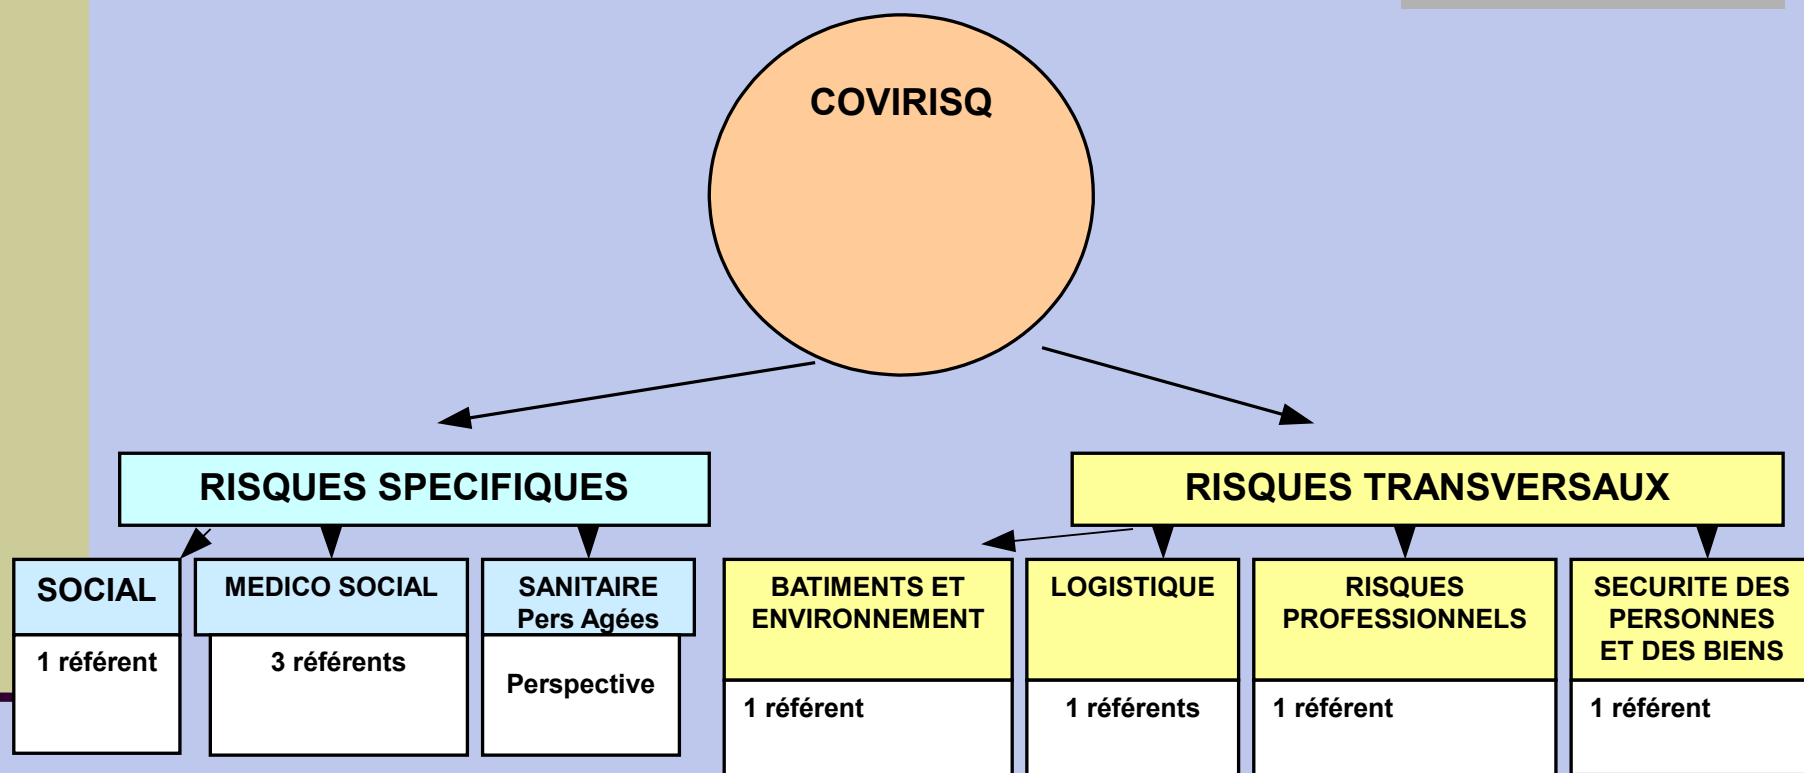 COVIRISQ
RISQUES SPECIFIQUES
RISQUES TRANSVERSAUX
SOCIAL
1 référent
MEDICO SOCIAL
3 référents
SANITAIRE
Pers Agées
Perspective
BATIMENTS ET
ENVIRONNEMENT
1 référent
LOGISTIQUE
1 référents
RISQUES
PROFESSIONNELS
1 référent
SECURITE DES
PERSONNES
ET DES BIENS
1 référent